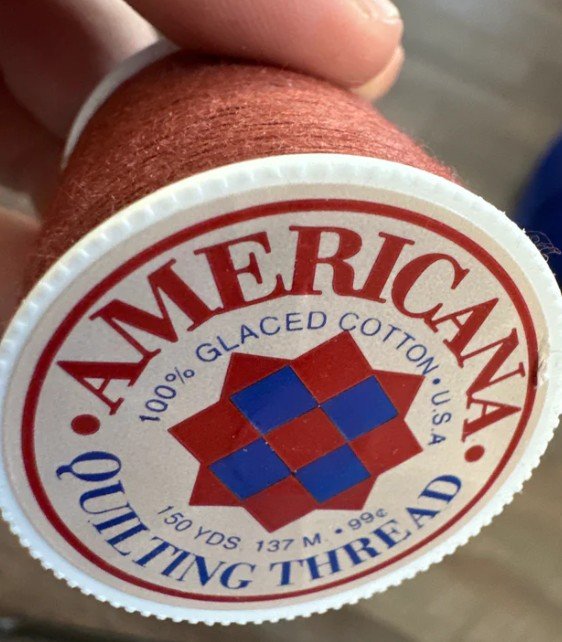 AMERICANA
100% GLACED COTTON • U.S.A
150 YDS. 137 M. • 99¢
QUILTING THREAD